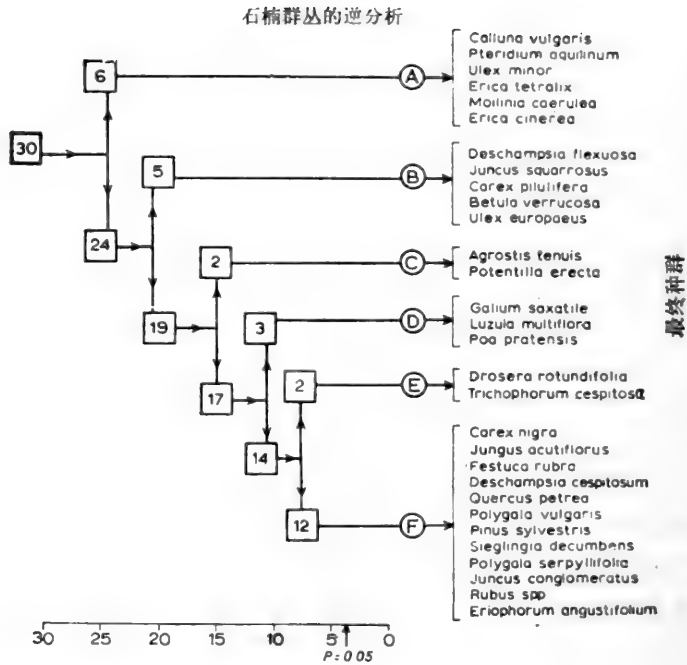 石楠群丛的逆分析
6
A
Calluna vulgaris
Pteridium aquilinum
Ulex minor
Erica tetralix
Moilinia caerulea
Erica cinerea
30
5
B
Deschampsia flexuosa
Juncus squarrosus
Carex pilulifera
Betula verrucosa
Ulex europaeus
24
2
C
Agrostis tenuis
Potentilla erecta
最终种群
19
3
D
Galium saxatile
Luzula multiflora
Poa pratensis
17
2
E
Drosera rotundifolia
Trichophorum cespitosa
14
12
F
Carex nigra
Jungus acutiflorus
Festuca rubra
Deschampsia cespitosum
Quercus petrea
Polygala vulgaris
Pinus sylvestris
Sieglingia decumbens
Polygala serpyllifolia
Juncus conglomeratus
Rubus spp
Eriophorum angustifolium
30 25 20 15 10 5 0
P=0 05